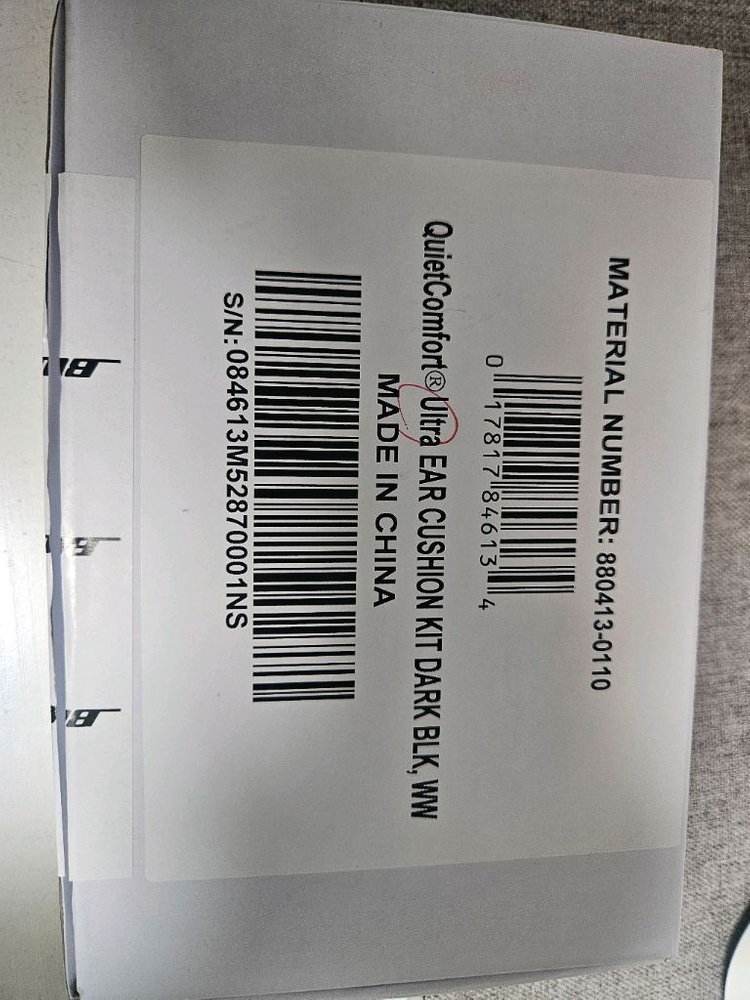 MATERIAL NUMBER: 880413-0110
0 17817 84613 4
QuietComfort® Ultra EAR CUSHION KIT DARK BLK, WW
MADE IN CHINA
S/N: 084613M52870001NS